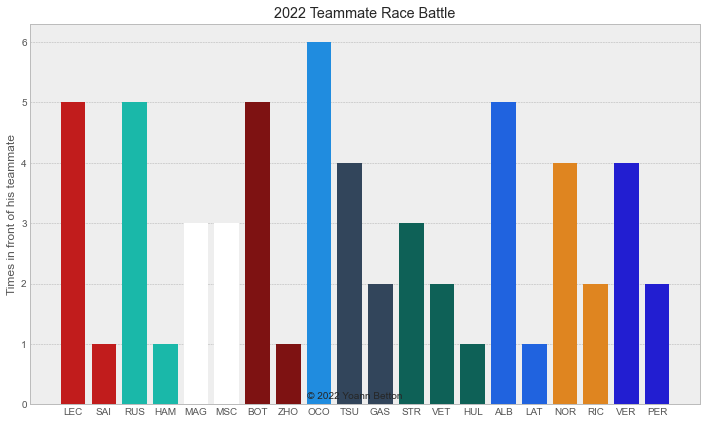 2022 Teammate Race Battle
Times in front of his teammate
6
5
4
3
2
1
0
© 2022 Yoann Betton
LEC SAI RUS HAM MAG MSC BOT ZHO OCO TSU GAS STR VET HUL ALB LAT NOR RIC VER PER